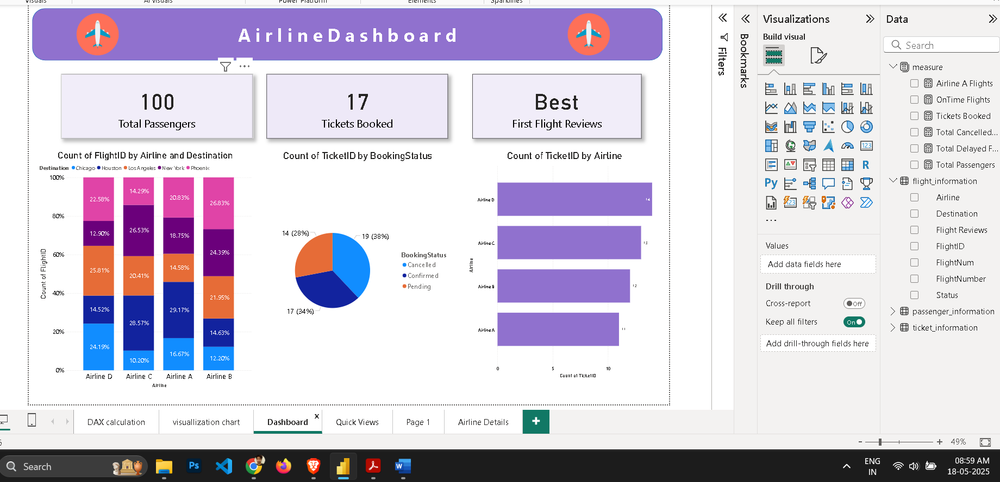 Visuals
AI visuals
Power Platform
Elements
Sparklines
AirlineDashboard
100
Total Passengers
17
Tickets Booked
Best
First Flight Reviews
Count of FlightID by Airline and Destination
Destination Chicago Houston Los Angeles New York Phoenix
Count of FlightID
100%
80%
60%
40%
20%
0%
22.58%
12.90%
25.81%
14.52%
24.19%
14.29%
26.53%
20.41%
28.57%
10.20%
20.83%
18.75%
14.58%
29.17%
16.67%
26.83%
24.39%
21.95%
14.63%
12.20%
Airline D
Airline C
Airline A
Airline B
Airline
Count of TicketID by BookingStatus
14 (28%)
19 (38%)
17 (34%)
BookingStatus
Cancelled
Confirmed
Pending
Count of TicketID by Airline
Airline
Airline D
14
Airline C
13
Airline B
12
Airline A
11
0
5
10
Count of TicketID
Filters
Bookmarks
Visualizations
Build visual
123
R
Py
123
Values
Add data fields here
Drill through
Cross-report
Off
Keep all filters
On
Add drill-through fields here
Data
Search
measure
Airline A Flights
OnTime Flights
Tickets Booked
Total Cancelled...
Total Delayed F...
Total Passengers
flight_information
Airline
Destination
Flight Reviews
FlightID
FlightNum
FlightNumber
Status
passenger_information
ticket_information
DAX calculation
visuallization chart
Dashboard
x
Quick Views
Page 1
Airline Details
+
- + 49%
Search
Ps
W
ENG
IN
08:59 AM
18-05-2025